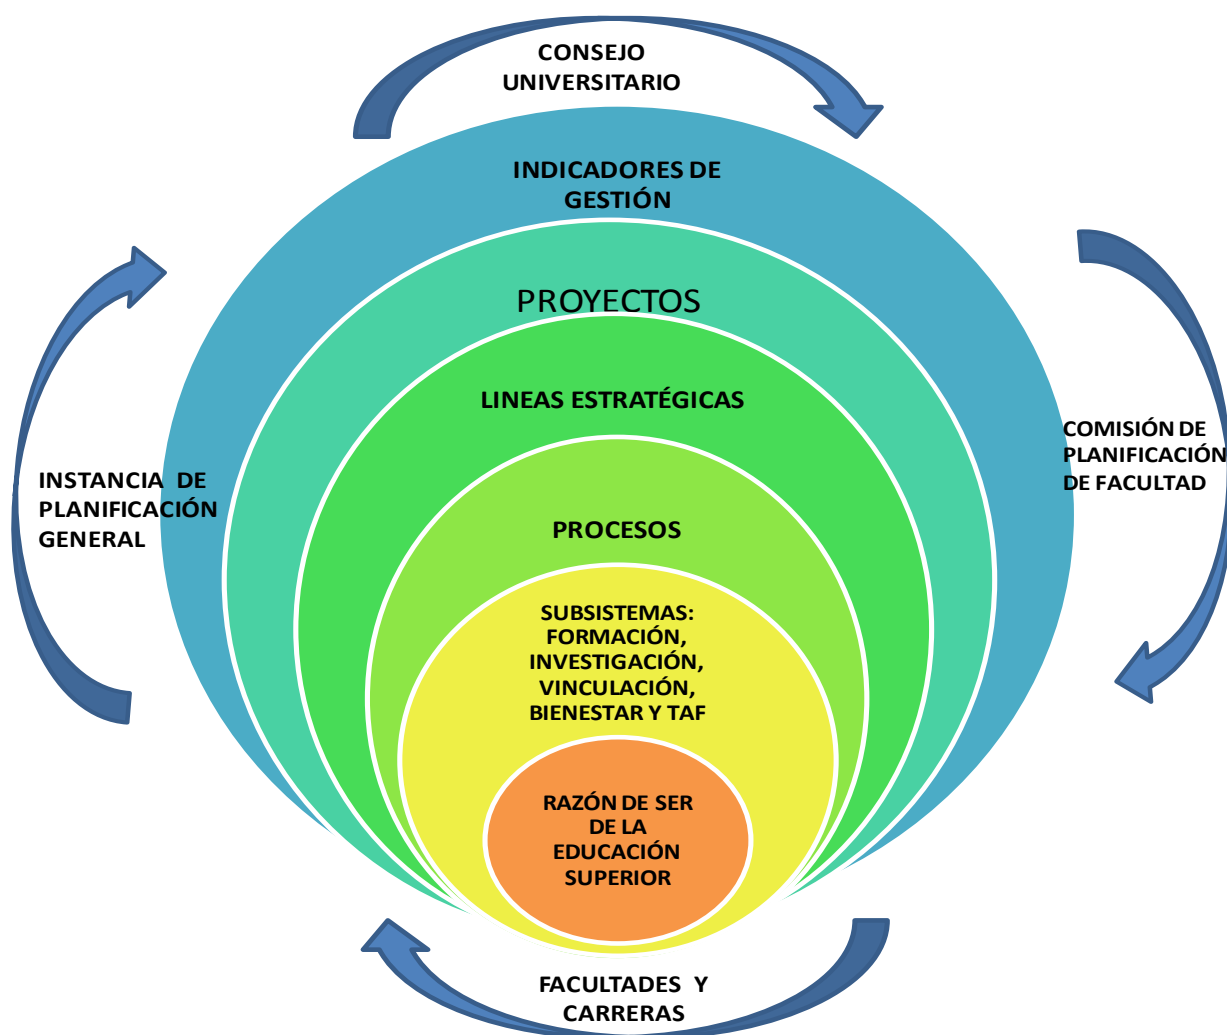 CONSEJO
UNIVERSITARIO
INDICADORES DE
GESTIÓN
PROYECTOS
LINEAS ESTRATÉGICAS
COMISIÓN DE
PLANIFICACIÓN
DE FACULTAD
INSTANCIA DE
PLANIFICACIÓN
GENERAL
PROCESOS
SUBSISTEMAS:
FORMACIÓN,
INVESTIGACIÓN,
VINCULACIÓN,
BIENESTAR Y TAF
RAZÓN DE SER
DE LA
EDUCACIÓN
SUPERIOR
FACULTADES Y
CARRERAS